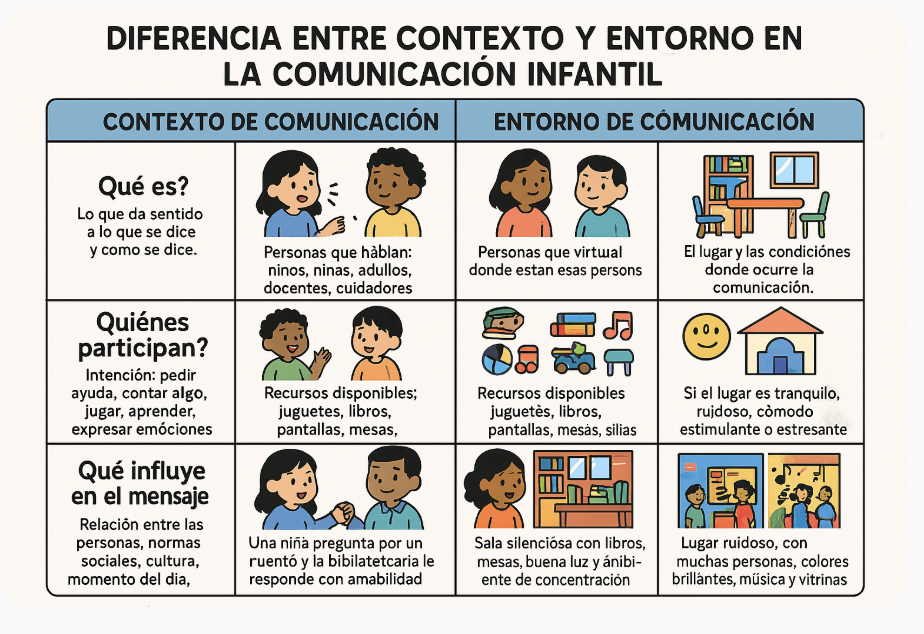 DIFERENCIA ENTRE CONTEXTO Y ENTORNO EN
LA COMUNICACIÓN INFANTIL
CONTEXTO DE COMUNICACIÓN
ENTORNO DE CÓMUNICACIÓN
Qué es?
Lo que da sentido
a lo que se dice
y como se dice.
Personas que hàblan:
ninos, ninas, adullos,
docentes, cuidadores
Personas que virtual
donde estan esas persons
El lugar y las condiciónes
donde ocurre la
comunicación.
Quiénes
participan?
Intención: pedir
ayuda, contar algo,
jugar, aprender,
expresar emóciones
Recursos disponibles;
juguetes, libros,
pantallas, mesas,
Recursos disponibles
juguetès, libros,
pantallas, mesàs, silias
Si el lugar es tranquilo,
ruidoso, còmodo
estimulante o estresante
Qué influye
en el mensaje
Relación entre las
personas, normas
sociales, cultura,
momento del dia,
Una niñà pregunta por un
ruentó y la bibilatetcaria le
responde con amabilidad
Sala silenciósa con libros,
mesas, buena luz y ánibi-
ente de concentración
Lugar ruidoso, con
muchas personas, colores
brillàntes, mũsica y vitrinas